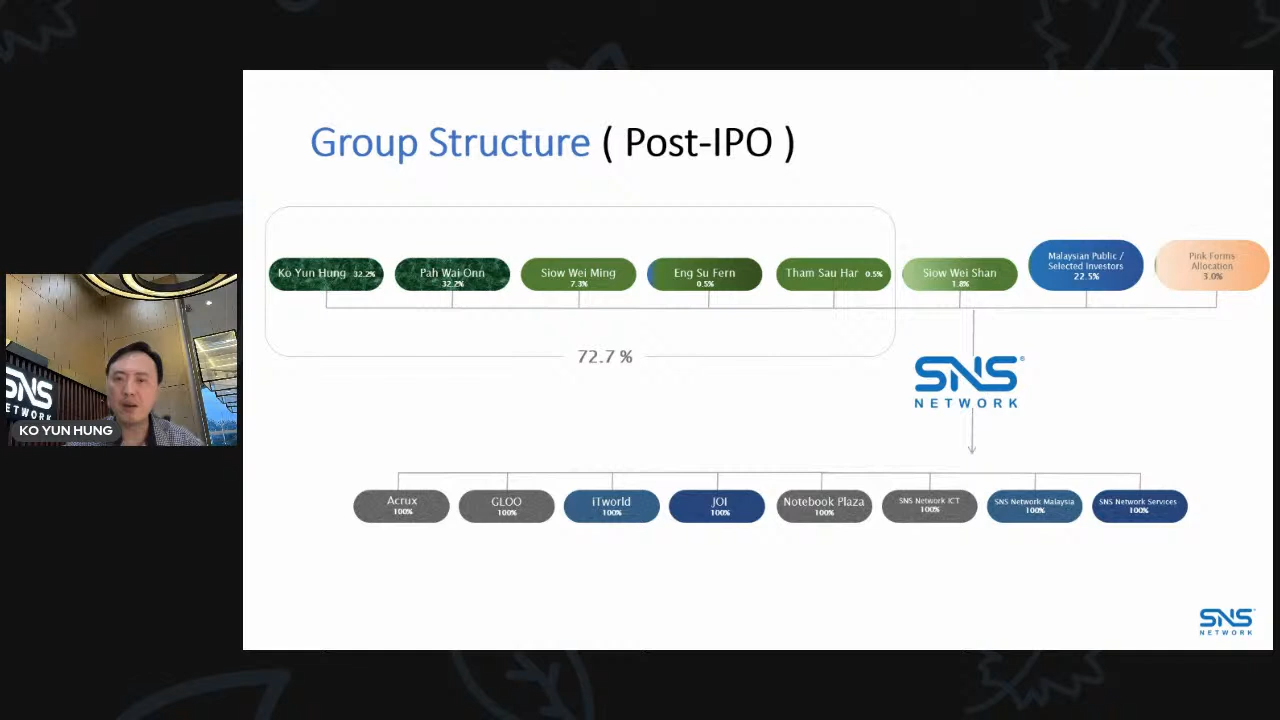 Group Structure ( Post-IPO )
Ko Yun Hung 32.2%
Pah Wai Onn
32.2%
Siow Wei Ming
7.3%
Eng Su Fern
0.5%
Tham Sau Har 0.5%
Siow Wei Shan
1.8%
Malaysian Public /
Selected Investors
22.5%
Pink Forms
Allocation
3.0%
72.7 %
SNS®
NETWORK
SNS
NETWORK
KO YUN HUNG
Acrux
100%
GLOO
100%
iTworld
100%
JOI
100%
Notebook Plaza
100%
SNS Network ICT
100%
SNS Network Malaysia
100%
SNS Network Services
100%
SNS
NETWORK